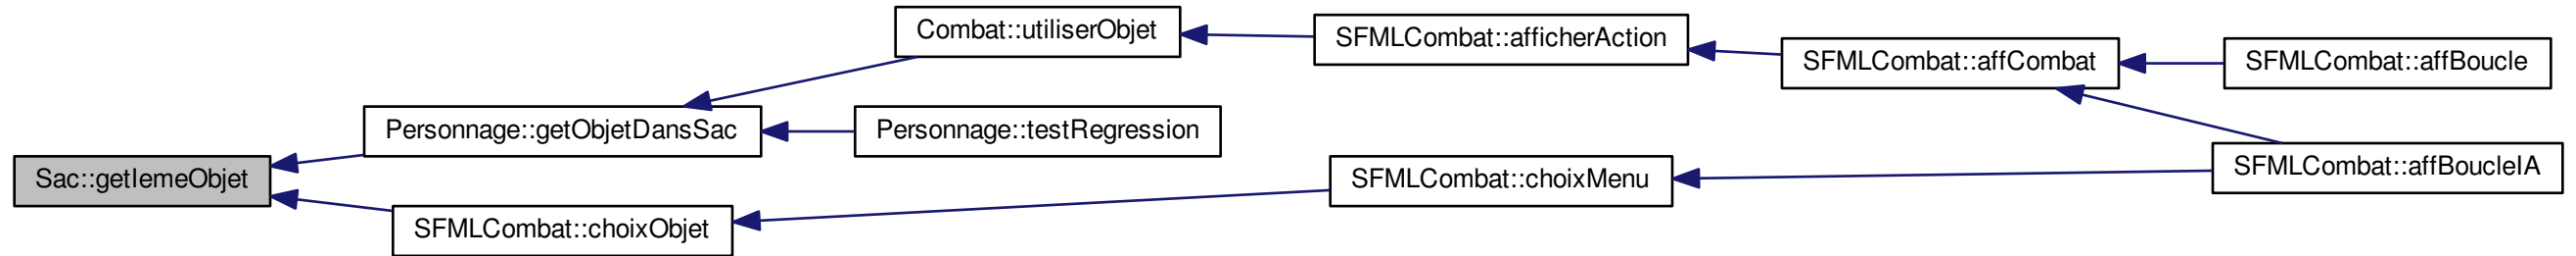 Sac::getIemeObjet
Personnage::getObjetDansSac
Combat::utiliserObjet
SFMLCombat::afficherAction
SFMLCombat::affCombat
SFMLCombat::affBoucle
SFMLCombat::affBoucleIA
Personnage::testRegression
SFMLCombat::choixObjet
SFMLCombat::choixMenu